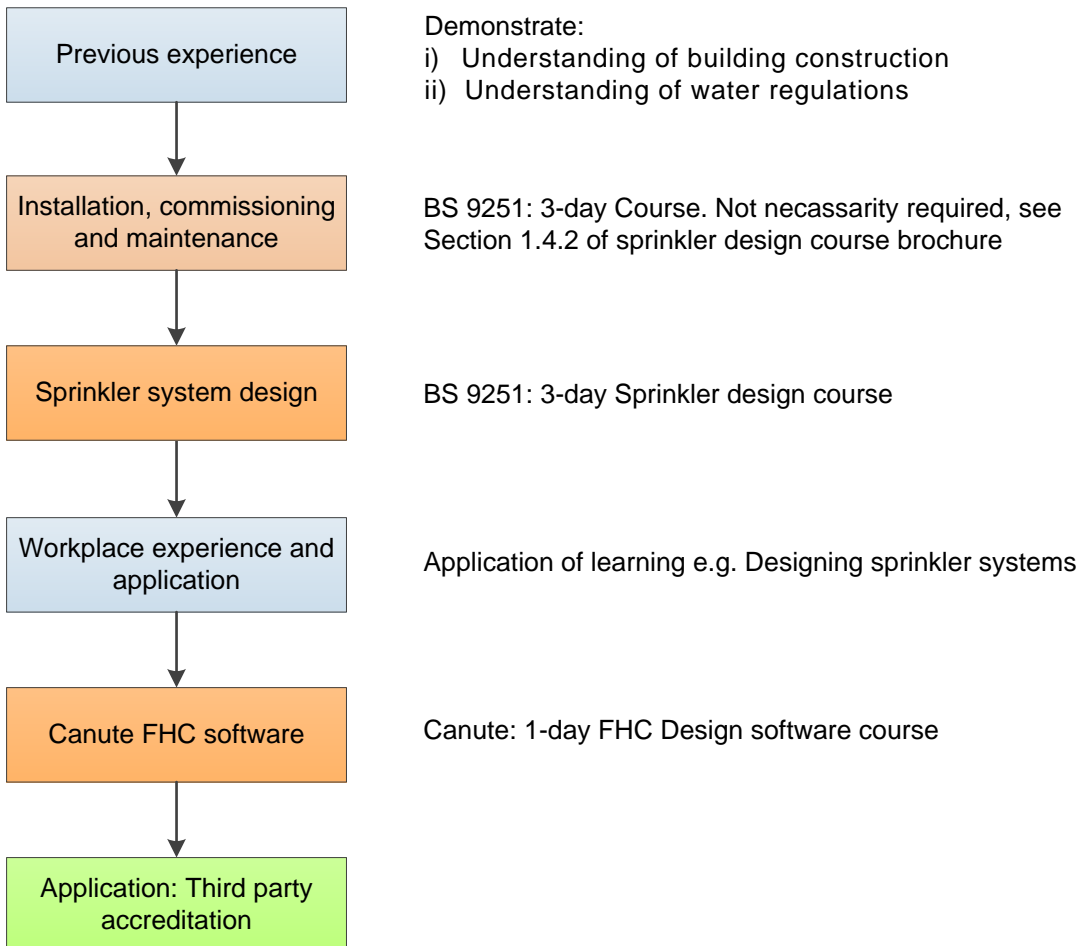 Previous experience
Demonstrate:
i) Understanding of building construction
ii) Understanding of water regulations
Installation, commissioning
and maintenance
BS 9251: 3-day Course. Not necassarity required, see
Section 1.4.2 of sprinkler design course brochure
Sprinkler system design
BS 9251: 3-day Sprinkler design course
Workplace experience and
application
Application of learning e.g. Designing sprinkler systems
Canute FHC software
Canute: 1-day FHC Design software course
Application: Third party
accreditation